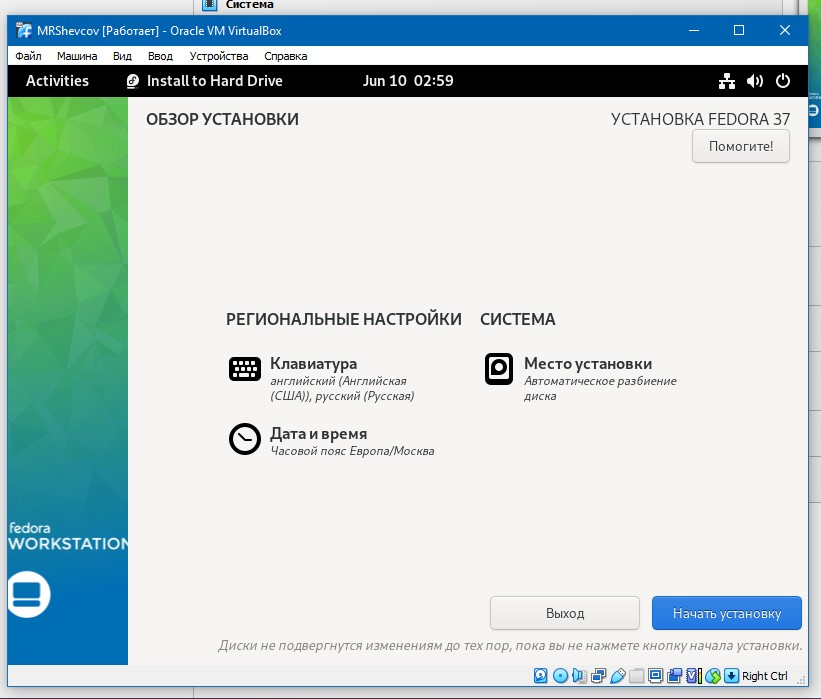 Система
MRShevcov [Работает] - Oracle VM VirtualBox
Файл Машина Вид Ввод Устройства Справка
Activities Install to Hard Drive Jun 10 02:59
ОБЗОР УСТАНОВКИ
УСТАНОВКА FEDORA 37
Помогите!
РЕГИОНАЛЬНЫЕ НАСТРОЙКИ
Клавиатура
английский (Английская
(США)), русский (Русская)
Дата и время
Часовой пояс Европа/Москва
СИСТЕМА
Место установки
Автоматическое разбиение
диска
fedora
WORKSTATION
Выход
Начать установку
Диски не подвергнутся изменениям до тех пор, пока вы не нажмете кнопку начала установки.
Right Ctrl